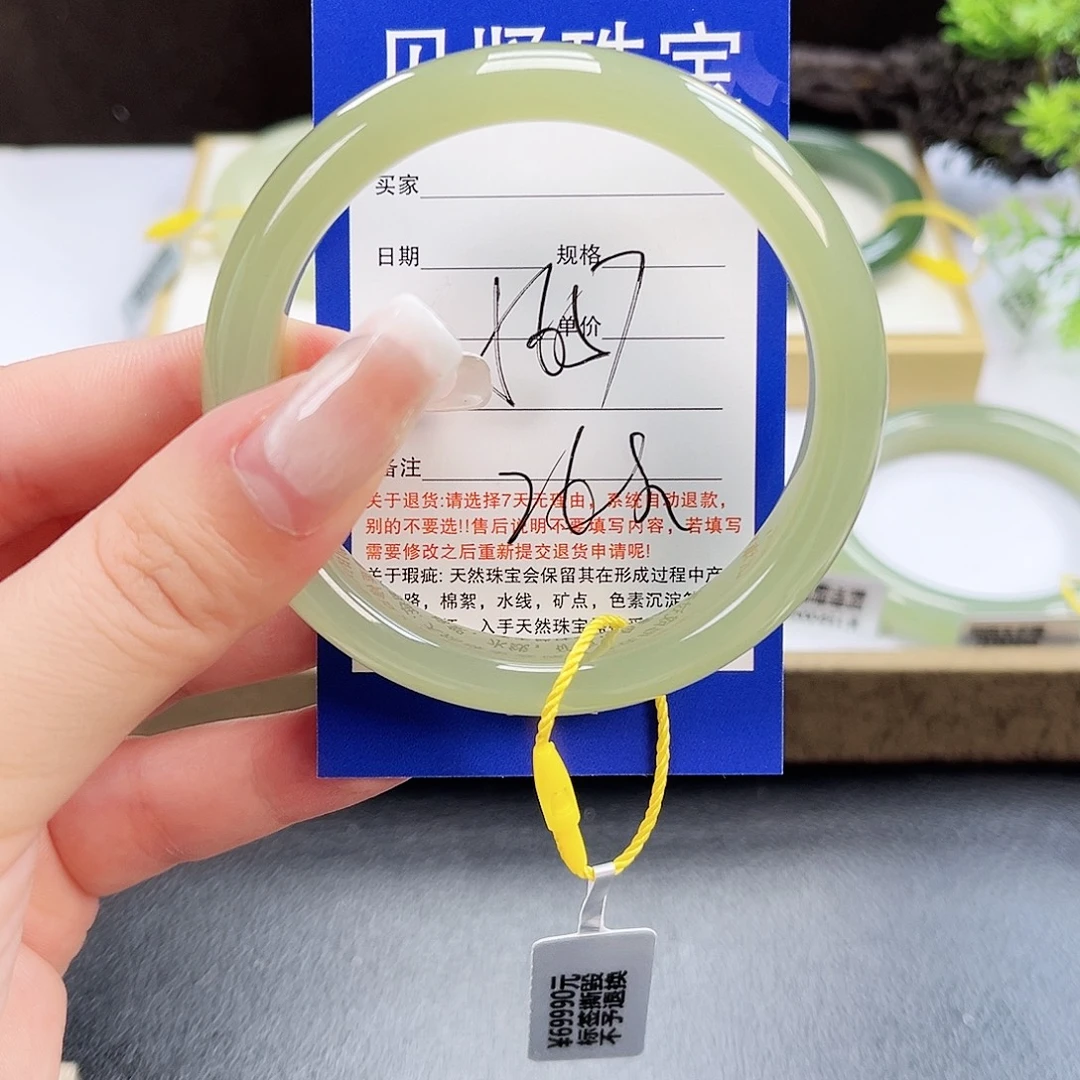 见贤珠宝
买家
日期 规格
单价
备注
关于退货:请选择7天无理由，系统自动退款，
别的不要选!!售后说明不要填写内容，若填写
需要修改之后重新提交退货申请呢!
关于瑕疵: 天然珠宝会保留其在形成过程中产
路，棉絮，水线，矿点，色素沉淀
入手天然珠宝
¥69990元
标签撕毁
不予退换